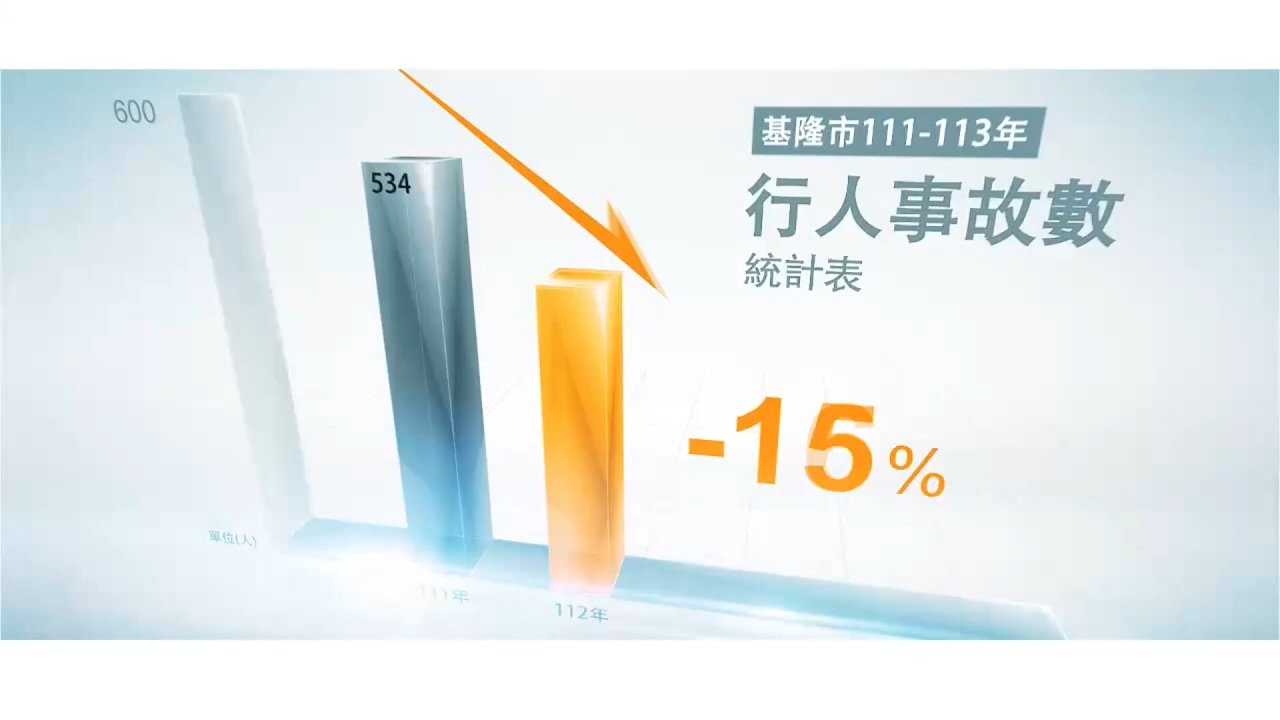 600
534
基隆市111-113年
行人事故數
統計表
-15%
單位(人)
111年
112年